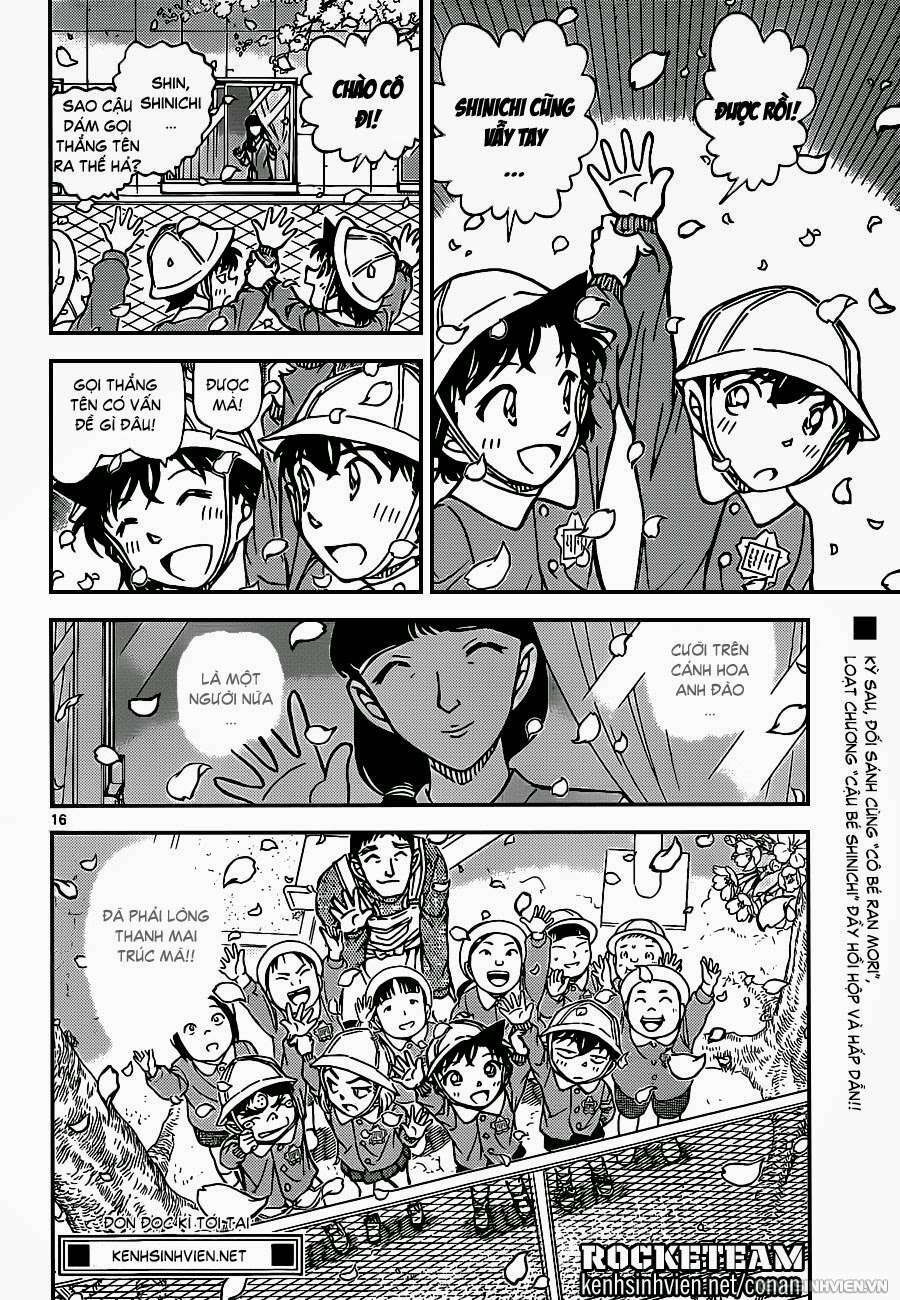 ĐƯỢC RỒI!
SHINICHI CŨNG
VẪY TAY
...
CHÀO CÔ
ĐI!
SHIN,
SHINICHI
...
SAO CẬU
DÁM GỌI
THẲNG TÊN
RA THẾ HẢ?
ĐƯỢC
MÀ!
GỌI THẲNG
TÊN CÓ VẤN
ĐỀ GÌ ĐÂU!
CƯỜI TRÊN
CÁNH HOA
ANH ĐÀO
...
LÀ MỘT
NGƯỜI NỮA
...
16
ĐÃ PHẢI LÒNG
THANH MAI
TRÚC MÃ!!
KỲ SAU, ĐỐI SÁNH CÙNG "CÔ BÉ RAN MORI",
LOẠT CHƯƠNG "CẬU BÉ SHINICHI" ĐẦY HỒI HỘP VÀ HẤP DẪN!!
ĐÓN ĐỌC KÌ TỚI TẠI
KENHSINHVIEN.NET
ROCKETEAM
kenhsinhvien.net/conan